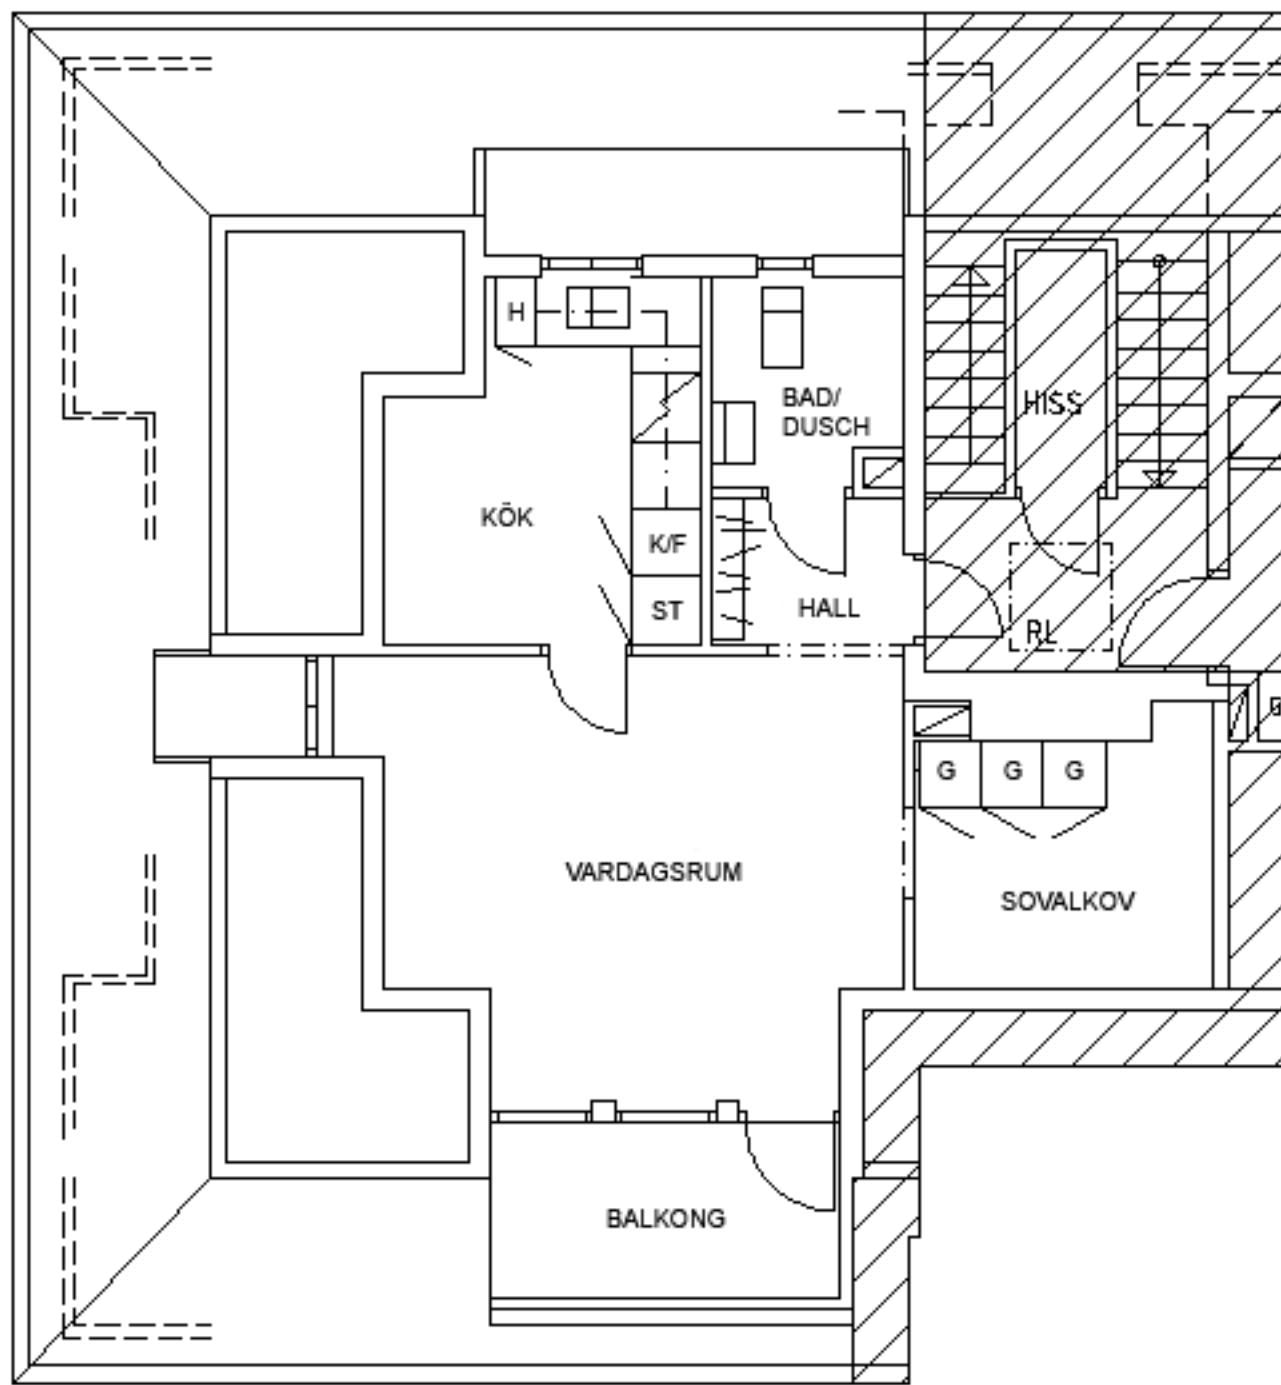 H
BAD/
DUSCH
HISS
KÖK
K/F
ST
HALL
RL
G G G
VARDAGSRUM
SOVALKOV
BALKONG